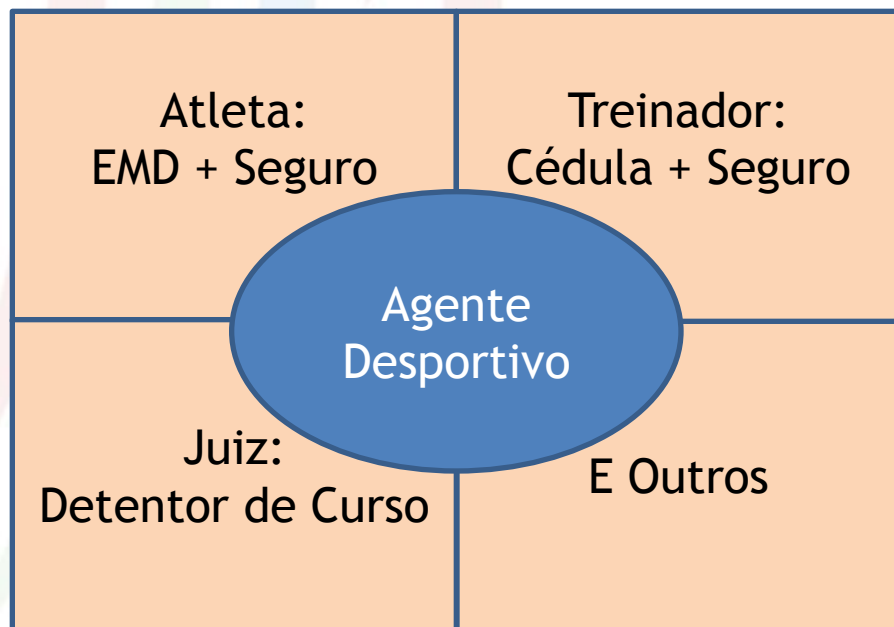 Atleta:
EMD + Seguro
Treinador:
Cédula + Seguro
Agente
Desportivo
Juiz:
Detentor de Curso
E Outros